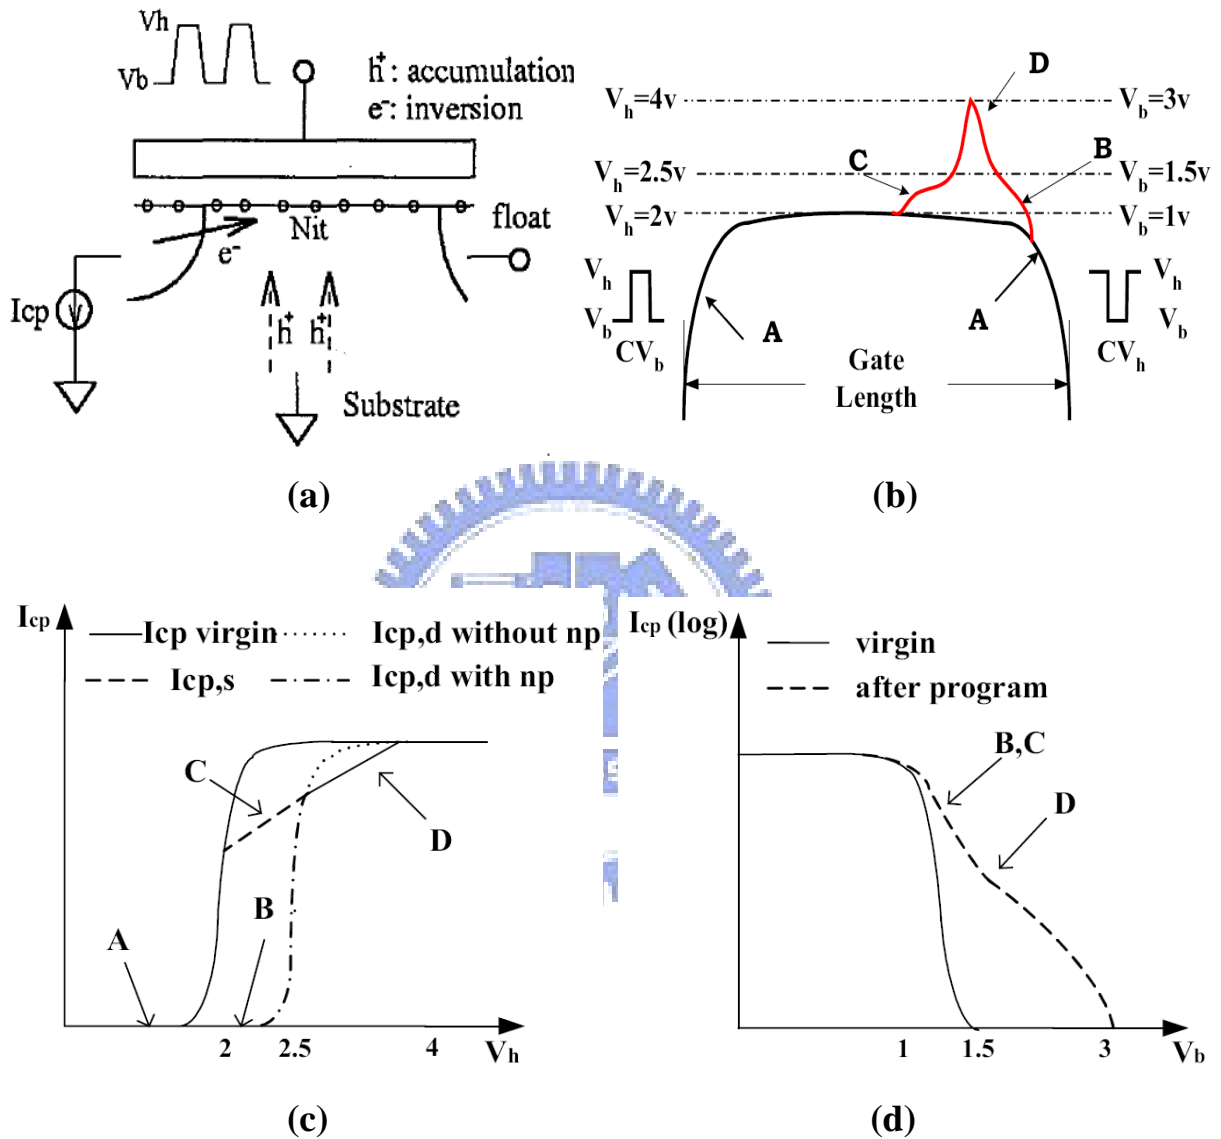 Vh
Vb
h⁺: accumulation
e⁻: inversion
Nit
float
e⁻
Icp
h⁺ h⁺
Substrate
(a)
D
Vh=4v
Vb=3v
C
B
Vh=2.5v
Vb=1.5v
Vh=2v
Vb=1v
Vh
Vb
CVb
A
A
Vh
Vb
CVh
Gate
Length
(b)
Icp
Icp virgin
Icp,d without np
Icp,s
Icp,d with np
C
D
B
A
2
2.5
4
Vh
(c)
Icp (log)
virgin
after program
B,C
D
1
1.5
3
Vb
(d)